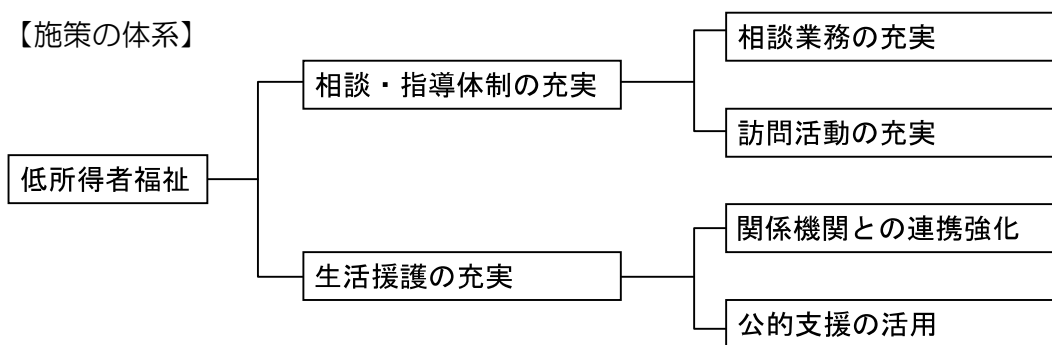 【施策の体系】
低所得者福祉
相談・指導体制の充実
相談業務の充実
訪問活動の充実
生活援護の充実
関係機関との連携強化
公的支援の活用